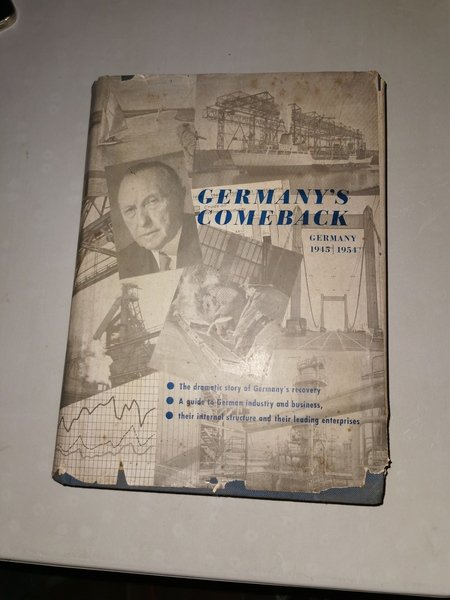 GERMANY'S
COMEBACK
GERMANY
1945 | 1954
The dramatic story of Germany's recovery
A guide to German industry and business,
their internal structure and their leading enterprises